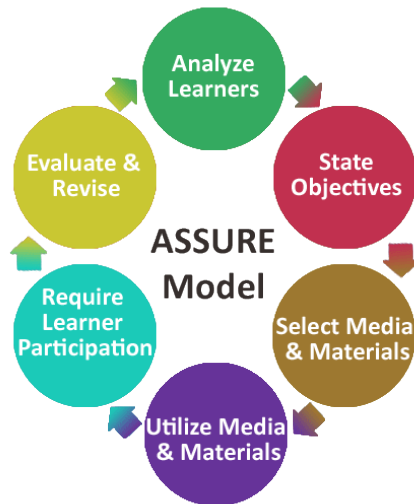 Analyze
Learners
State
Objectives
Select Media
& Materials
Utilize Media
& Materials
Require
Learner
Participation
Evaluate &
Revise
ASSURE
Model